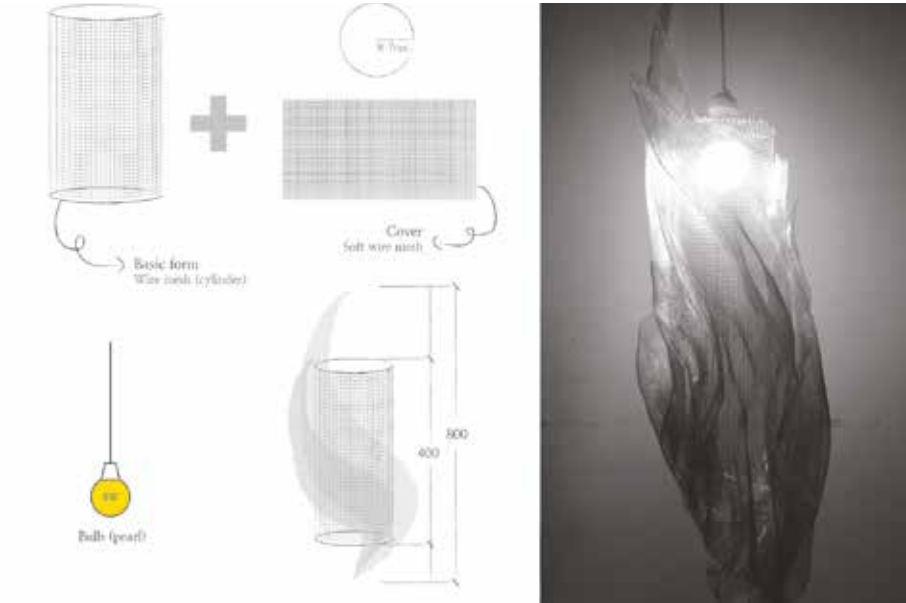 Cover
Soft wire mesh
Basic form
Wire mesh (cylinder)
800
400
Bulb (pearl)